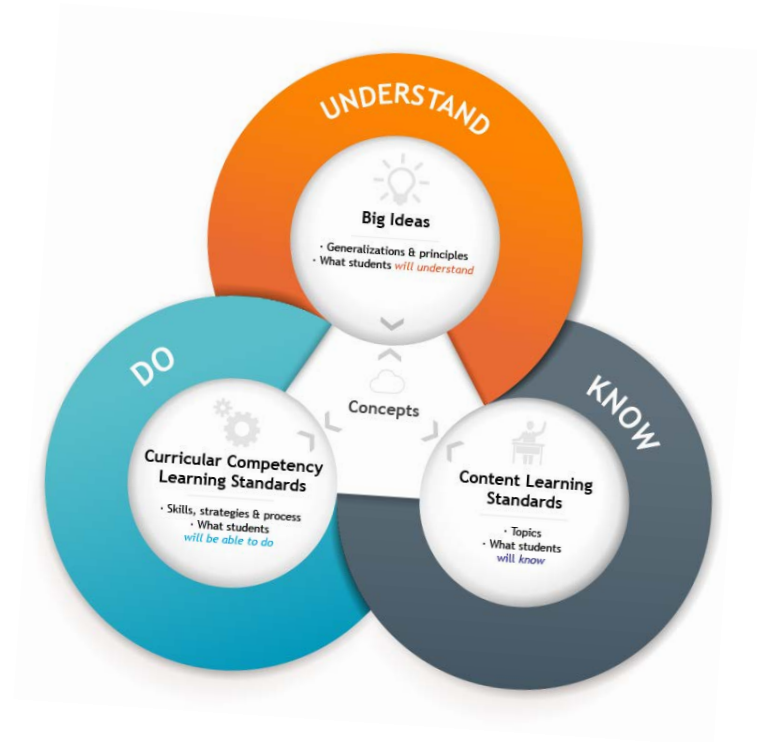 UNDERSTAND
Big Ideas
· Generalizations & principles
· What students will understand
DO
Curricular Competency
Learning Standards
· Skills, strategies & process
· What students
will be able to do
Concepts
KNOW
Content Learning
Standards
· Topics
· What students
will know